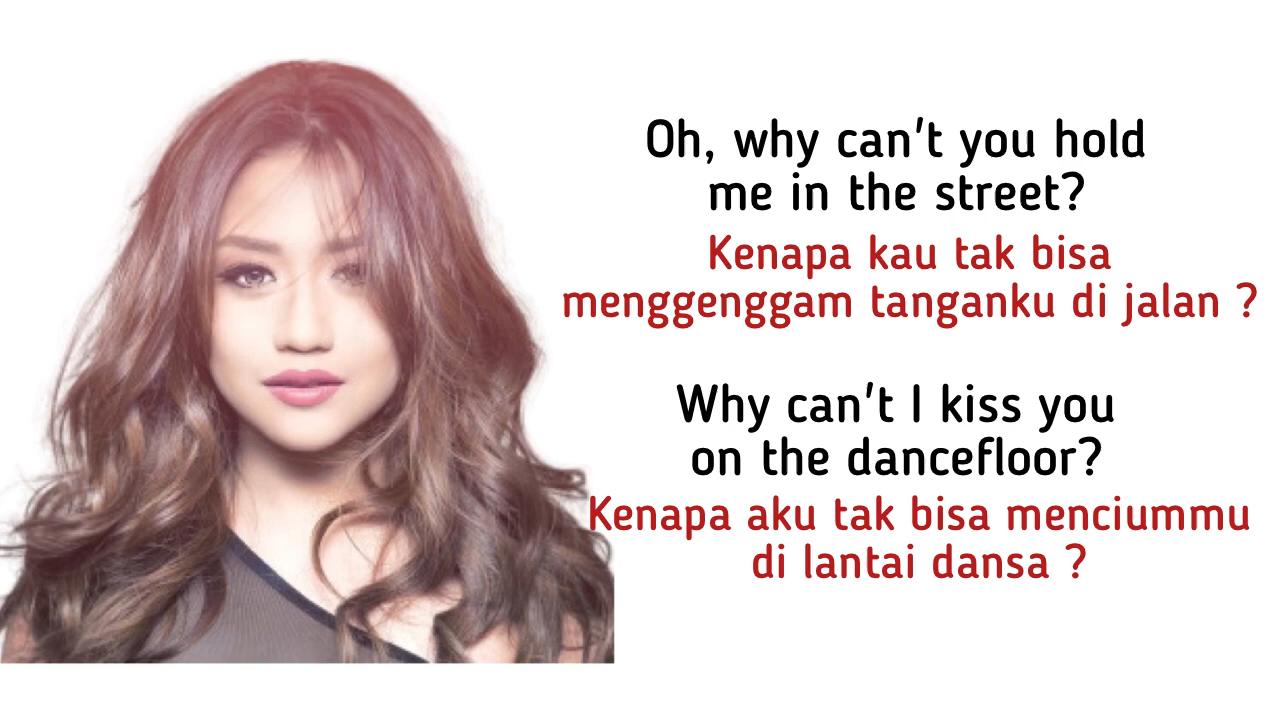 Oh, why can't you hold
me in the street?
Kenapa kau tak bisa
menggenggam tanganku di jalan ?
Why can't I kiss you
on the dancefloor?
Kenapa aku tak bisa menciummu
di lantai dansa ?